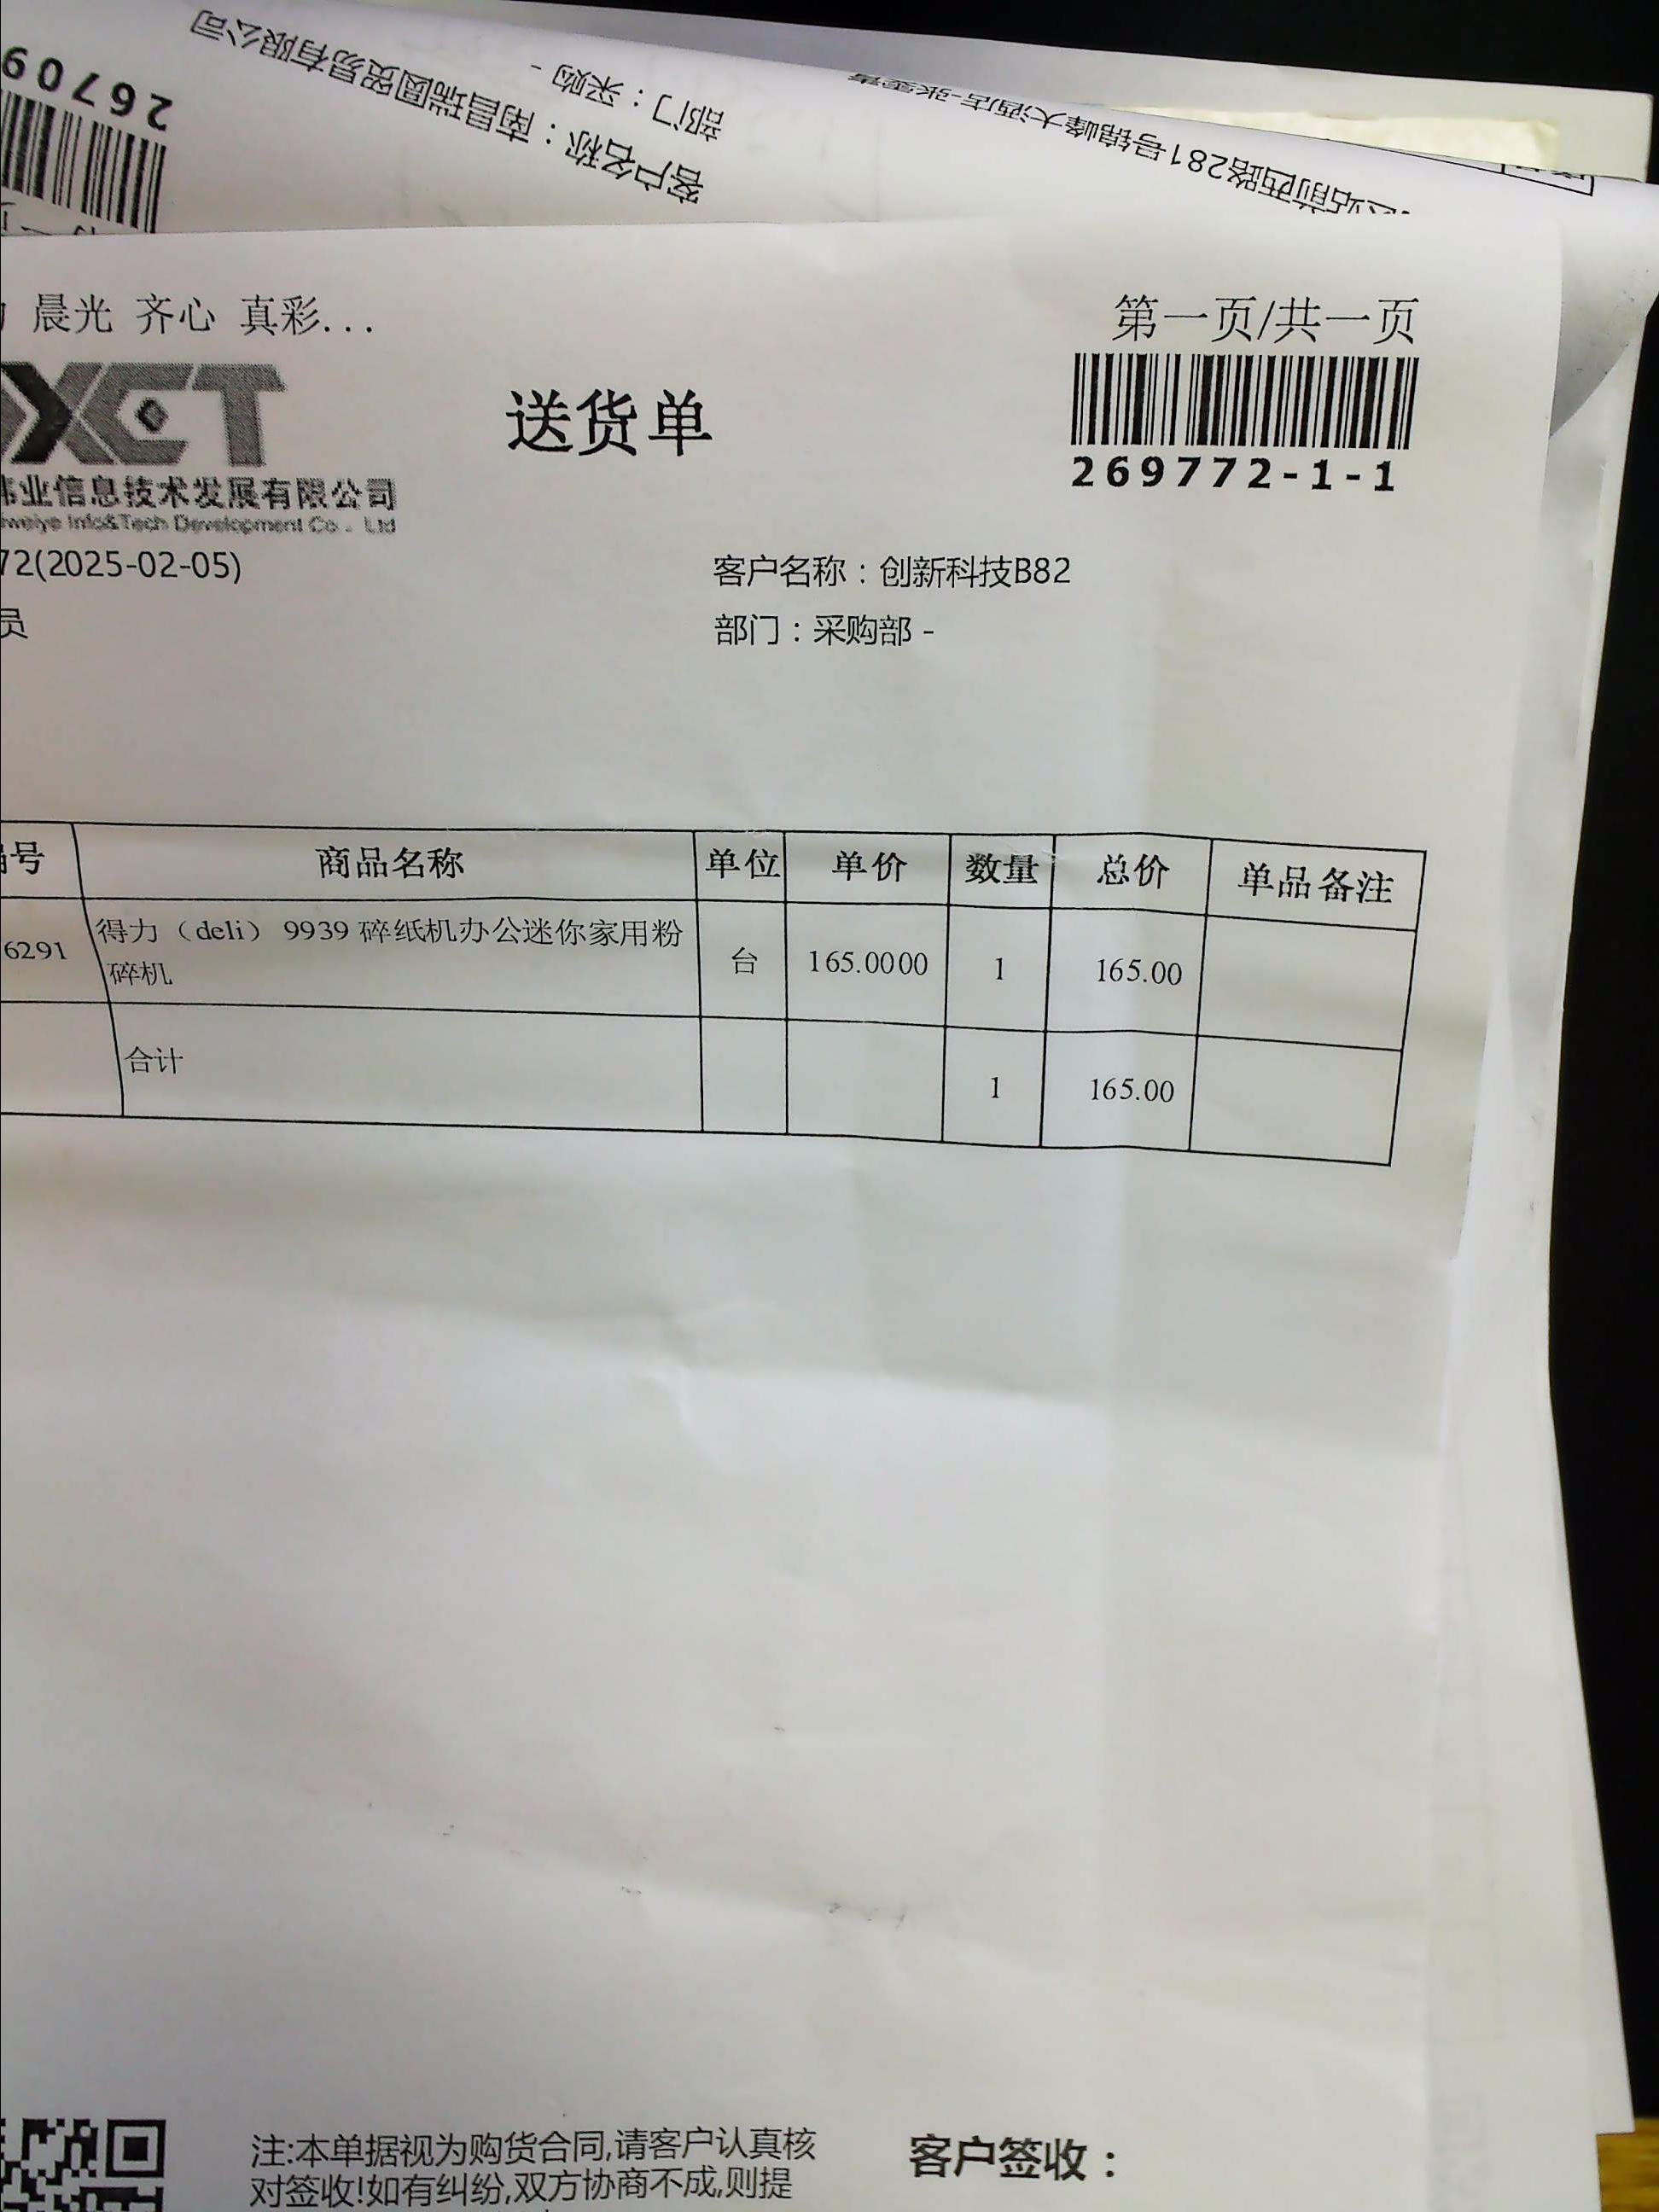 26709
客户名称：南昌瑞圆贸易有限公司
部门：采购 -
站前西路281号锦峰大酒店-张雯青
晨光 齐心 真彩...
第一页/共一页
XCT
送货单
269772-1-1
伟业信息技术发展有限公司
weiye Info&Tech Development Co . Ltd
72(2025-02-05)
客户名称：创新科技B82
员
部门：采购部 -
号 商品名称 单位 单价 数量 总价 单品备注
6291 得力（deli） 9939 碎纸机办公迷你家用粉碎机 台 165.0000 1 165.00
合计 1 165.00
注:本单据视为购货合同,请客户认真核
对签收!如有纠纷,双方协商不成,则提
客户签收：